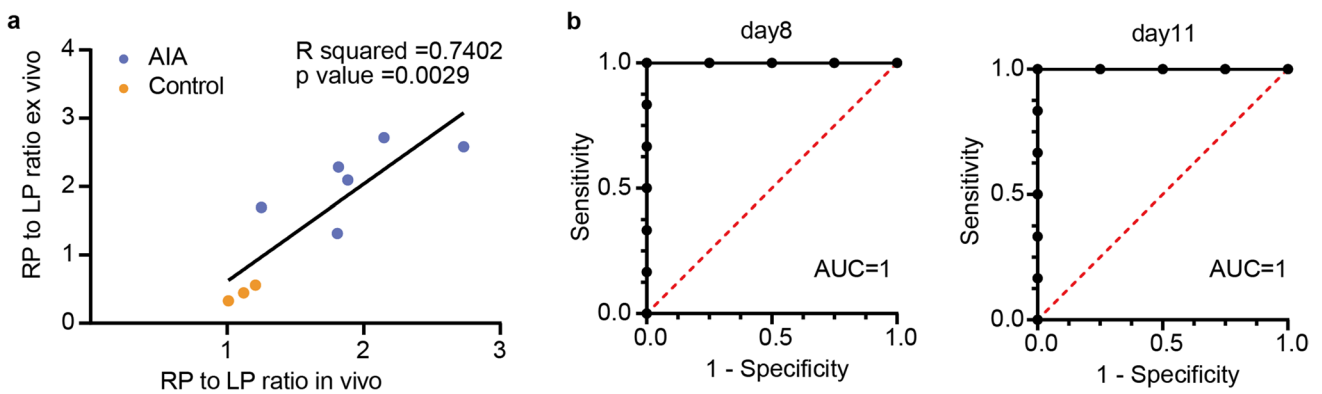 a
AIA
Control
R squared =0.7402
p value =0.0029
RP to LP ratio ex vivo
4
3
2
1
0
1
2
3
RP to LP ratio in vivo
b
day8
Sensitivity
1.0
0.5
0.0
AUC=1
0.0
0.5
1.0
1 - Specificity
day11
Sensitivity
1.0
0.5
0.0
AUC=1
0.0
0.5
1.0
1 - Specificity